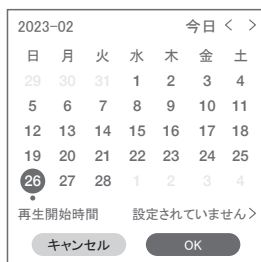 2023-02 今日 < >
日 月 火 水 木 金 土
29 30 31 1 2 3 4
5 6 7 8 9 10 11
12 13 14 15 16 17 18
19 20 21 22 23 24 25
26 27 28 1 2 3 4
再生開始時間 設定されていません>
キャンセル OK